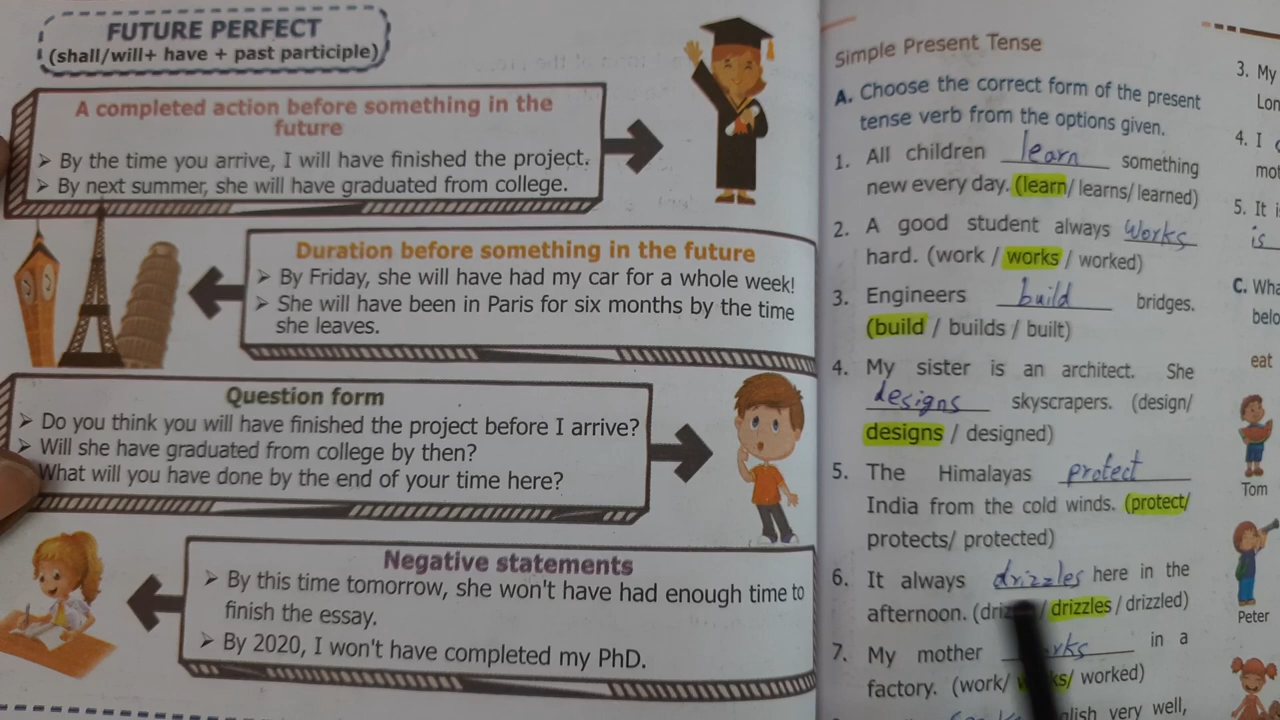 FUTURE PERFECT
(shall/will+ have + past participle)
A completed action before something in the
future
➤ By the time you arrive, I will have finished the project.
➤ By next summer, she will have graduated from college.
Duration before something in the future
➤ By Friday, she will have had my car for a whole week!
➤ She will have been in Paris for six months by the time
she leaves.
Question form
➤ Do you think you will have finished the project before I arrive?
➤ Will she have graduated from college by then?
What will you have done by the end of your time here?
Negative statements
➤ By this time tomorrow, she won't have had enough time to
finish the essay.
➤ By 2020, I won't have completed my PhD.
Simple Present Tense
A. Choose the correct form of the present
tense verb from the options given.
1. All children learn something
new every day. (learn/ learns/ learned)
2. A good student always works
hard. (work / works / worked)
3. Engineers build bridges.
(build / builds / built)
4. My sister is an architect. She
designs skyscrapers. (design/
designs / designed)
5. The Himalayas protect
India from the cold winds. (protect/
protects/ protected)
6. It always drizzles here in the
afternoon. ( / drizzles / drizzled)
7. My mother in a
factory. (work/ worked)
very well,
3. My
4. I
5. It
is
C.
eat
Tom
Peter